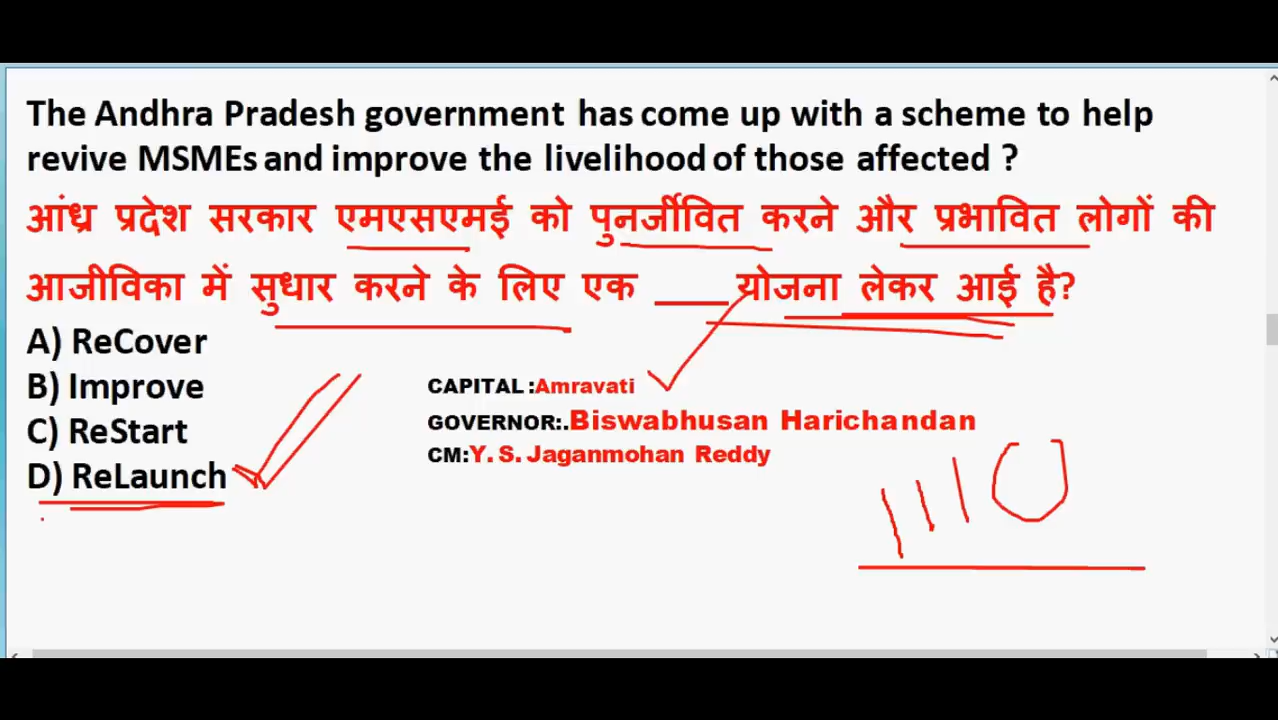 The Andhra Pradesh government has come up with a scheme to help
revive MSMEs and improve the livelihood of those affected ?
आंध्र प्रदेश सरकार एमएसएमई को पुनर्जीवित करने और प्रभावित लोगों की
आजीविका में सुधार करने के लिए एक ____ योजना लेकर आई है?
A) ReCover
B) Improve
C) ReStart
D) ReLaunch
CAPITAL :Amravati
GOVERNOR:.Biswabhusan Harichandan
CM:Y. S. Jaganmohan Reddy